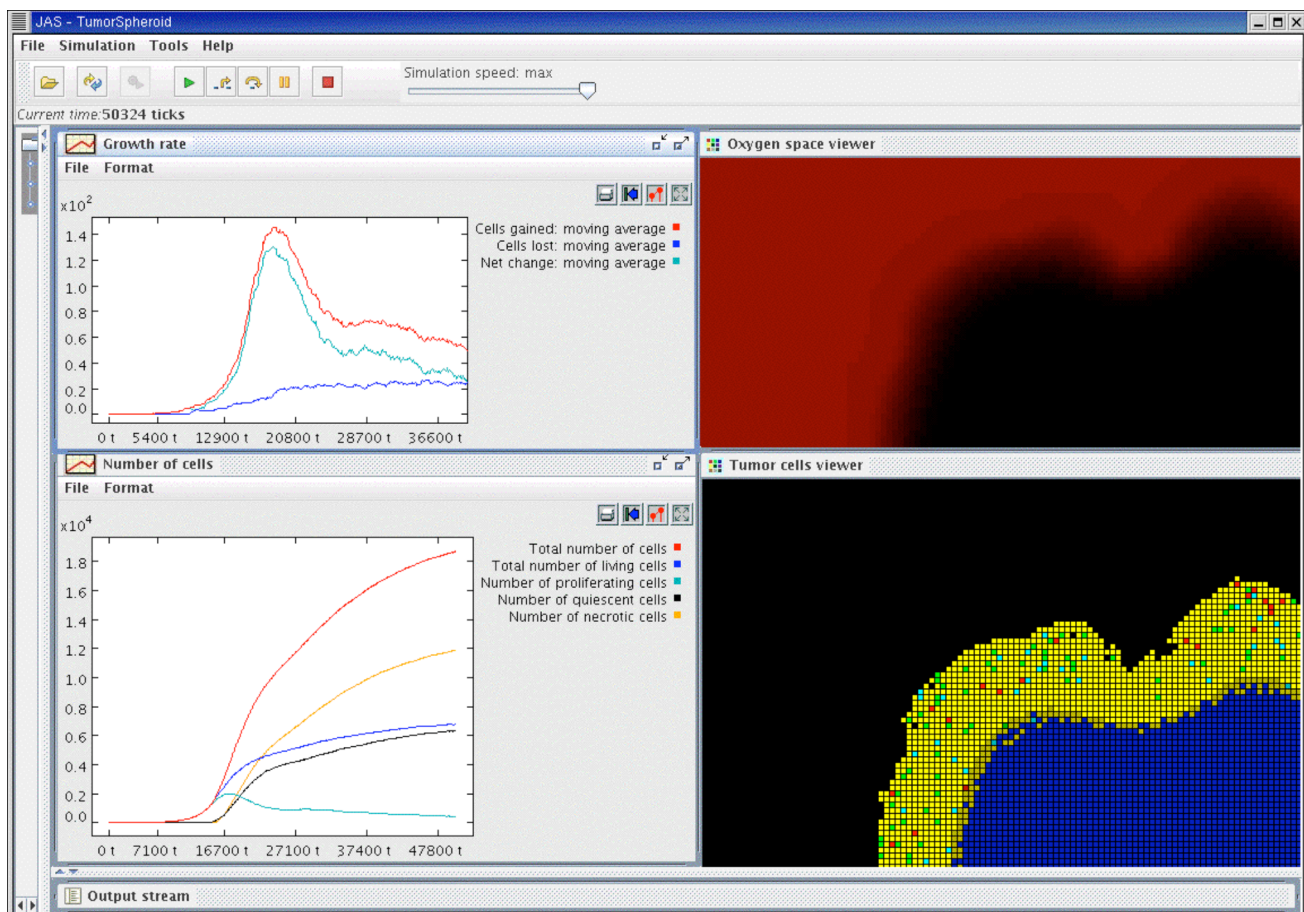 JAS - TumorSpheroid
File Simulation Tools Help
Simulation speed: max
Current time:50324 ticks
Growth rate
File Format
x10^2
1.4
1.2
1.0
0.8
0.6
0.4
0.2
0.0
0 t 5400 t 12900 t 20800 t 28700 t 36600 t
Cells gained: moving average
Cells lost: moving average
Net change: moving average
Oxygen space viewer
Number of cells
File Format
x10^4
1.8
1.6
1.4
1.2
1.0
0.8
0.6
0.4
0.2
0.0
0 t 7100 t 16700 t 27100 t 37400 t 47800 t
Total number of cells
Total number of living cells
Number of proliferating cells
Number of quiescent cells
Number of necrotic cells
Tumor cells viewer
Output stream